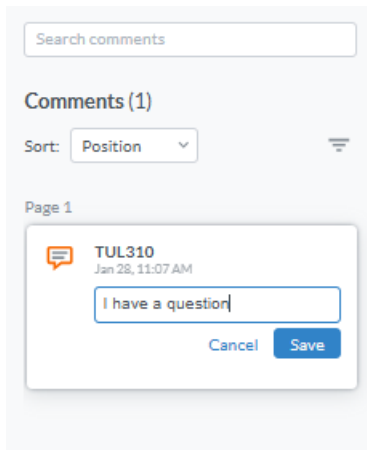 Search comments
Comments (1)
Sort: Position
Page 1
TUL310
Jan 28, 11:07 AM
I have a question
Cancel Save